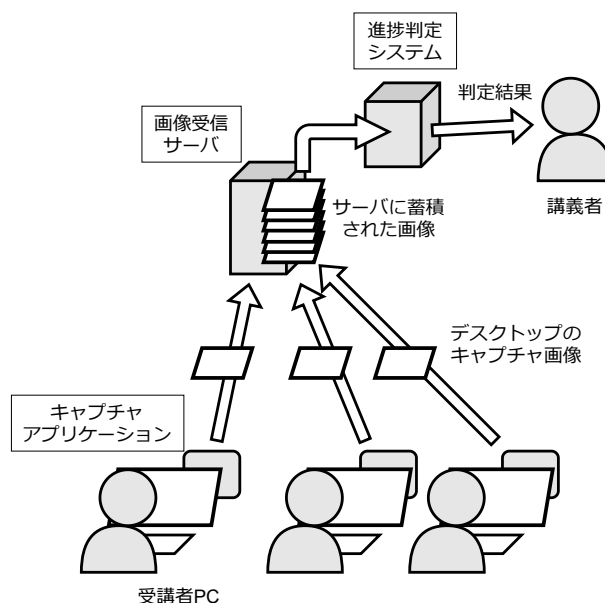 進捗判定
システム
判定結果
画像受信
サーバ
サーバに蓄積
された画像
講義者
デスクトップの
キャプチャ画像
キャプチャ
アプリケーション
受講者PC